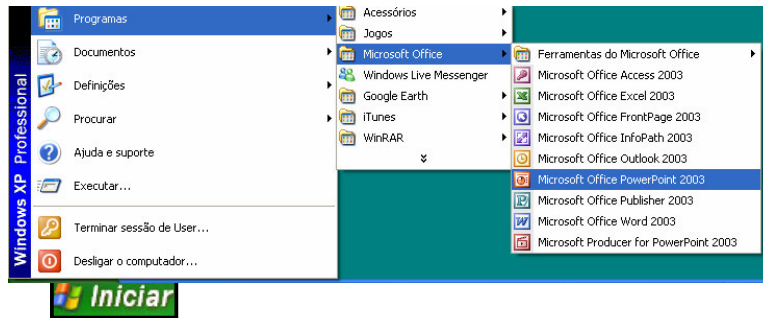 Windows XP Professional
Programas
Documentos
Definições
Procurar
Ajuda e suporte
Executar...
Terminar sessão de User...
Desligar o computador...
Acessórios
Jogos
Microsoft Office
Windows Live Messenger
Google Earth
iTunes
WinRAR
Ferramentas do Microsoft Office
Microsoft Office Access 2003
Microsoft Office Excel 2003
Microsoft Office FrontPage 2003
Microsoft Office InfoPath 2003
Microsoft Office Outlook 2003
Microsoft Office PowerPoint 2003
Microsoft Office Publisher 2003
Microsoft Office Word 2003
Microsoft Producer for PowerPoint 2003
Iniciar